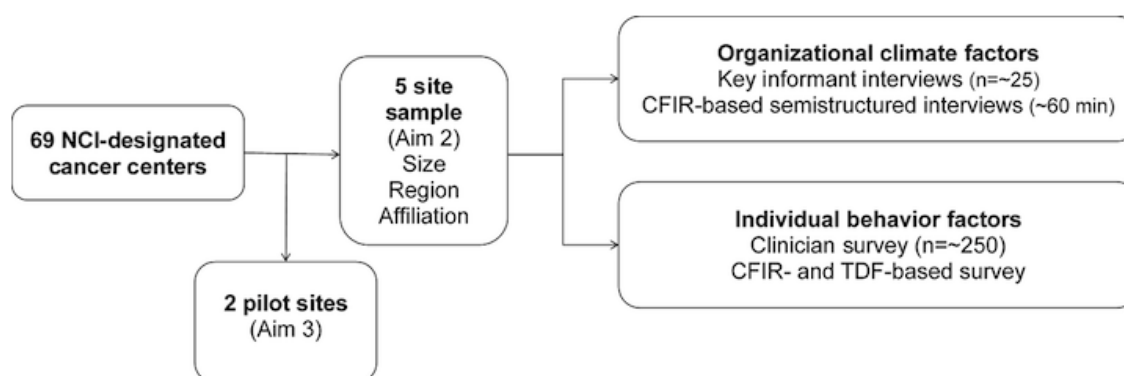 69 NCI-designated
cancer centers
5 site
sample
(Aim 2)
Size
Region
Affiliation
2 pilot sites
(Aim 3)
Organizational climate factors
Key informant interviews (n=~25)
CFIR-based semistructured interviews (~60 min)
Individual behavior factors
Clinician survey (n=~250)
CFIR- and TDF-based survey